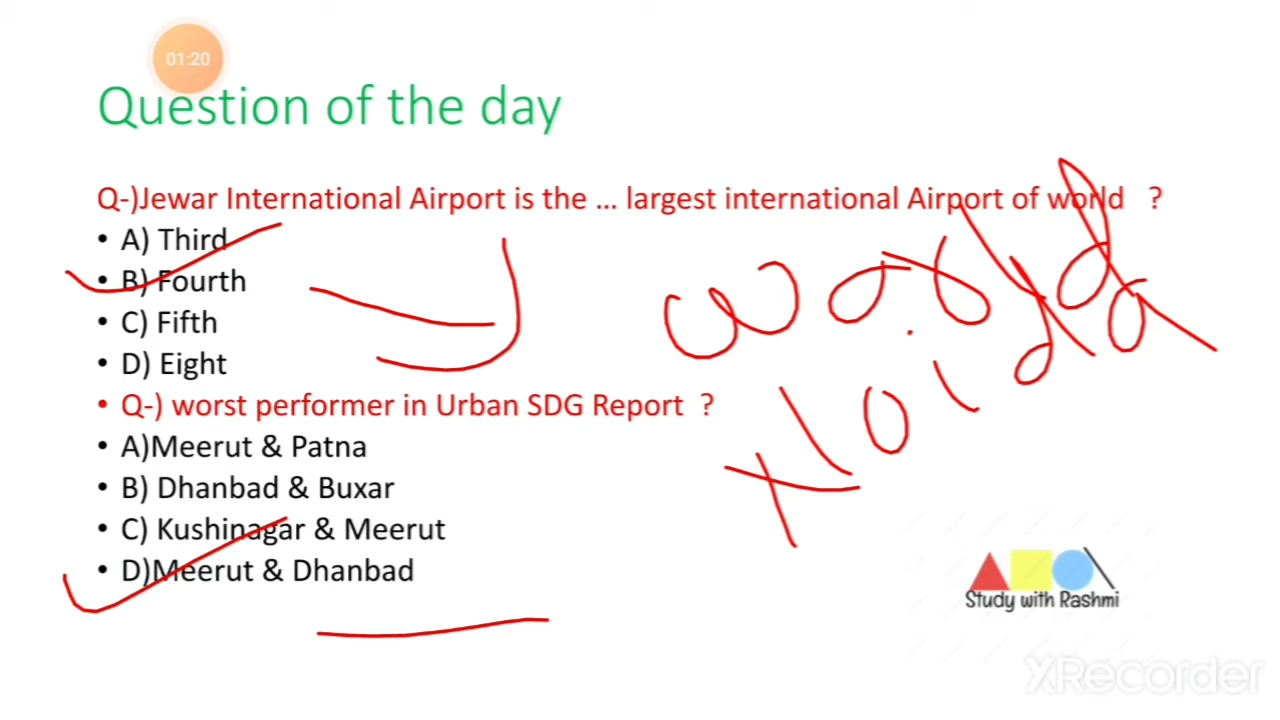 01:20
Question of the day
Q-)Jewar International Airport is the ... largest international Airport of world ?
• A) Third
• B) Fourth
• C) Fifth
• D) Eight
• Q-) worst performer in Urban SDG Report ?
• A)Meerut & Patna
• B) Dhanbad & Buxar
• C) Kushinagar & Meerut
• D)Meerut & Dhanbad
world
Study with Rashmi
XRecorder